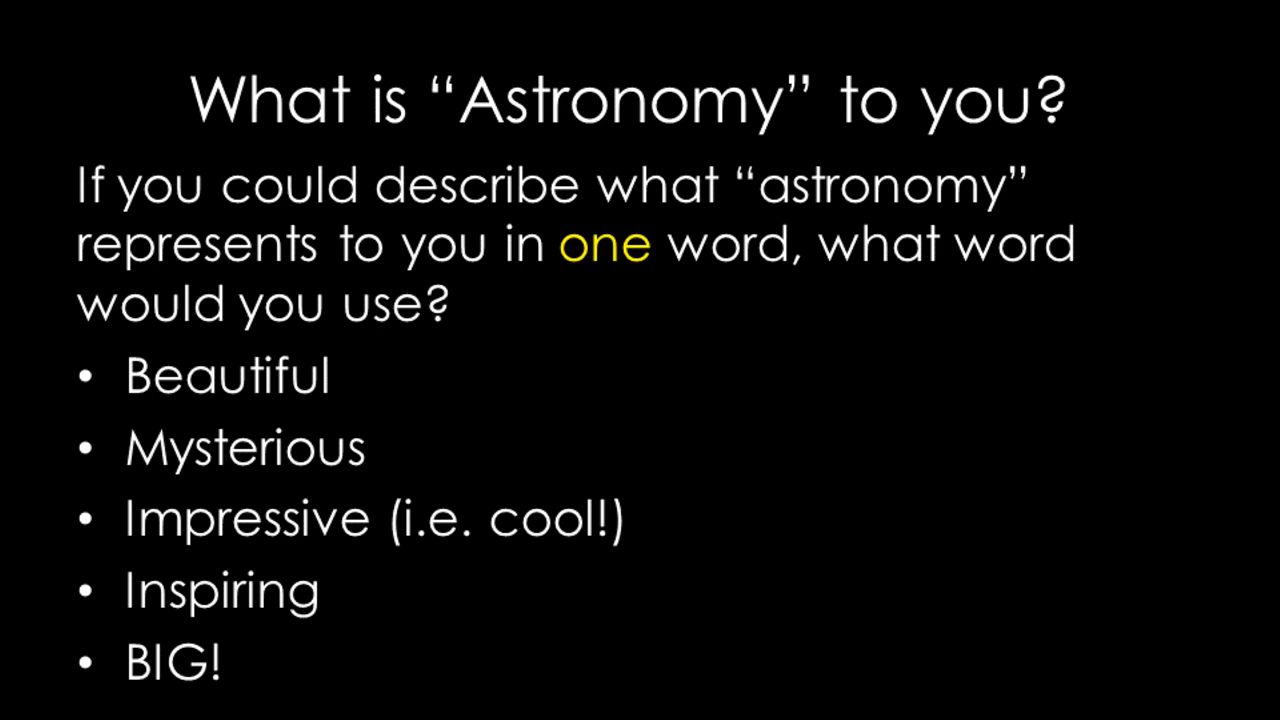 What is “Astronomy” to you?
If you could describe what “astronomy”
represents to you in one word, what word
would you use?
• Beautiful
• Mysterious
• Impressive (i.e. cool!)
• Inspiring
• BIG!